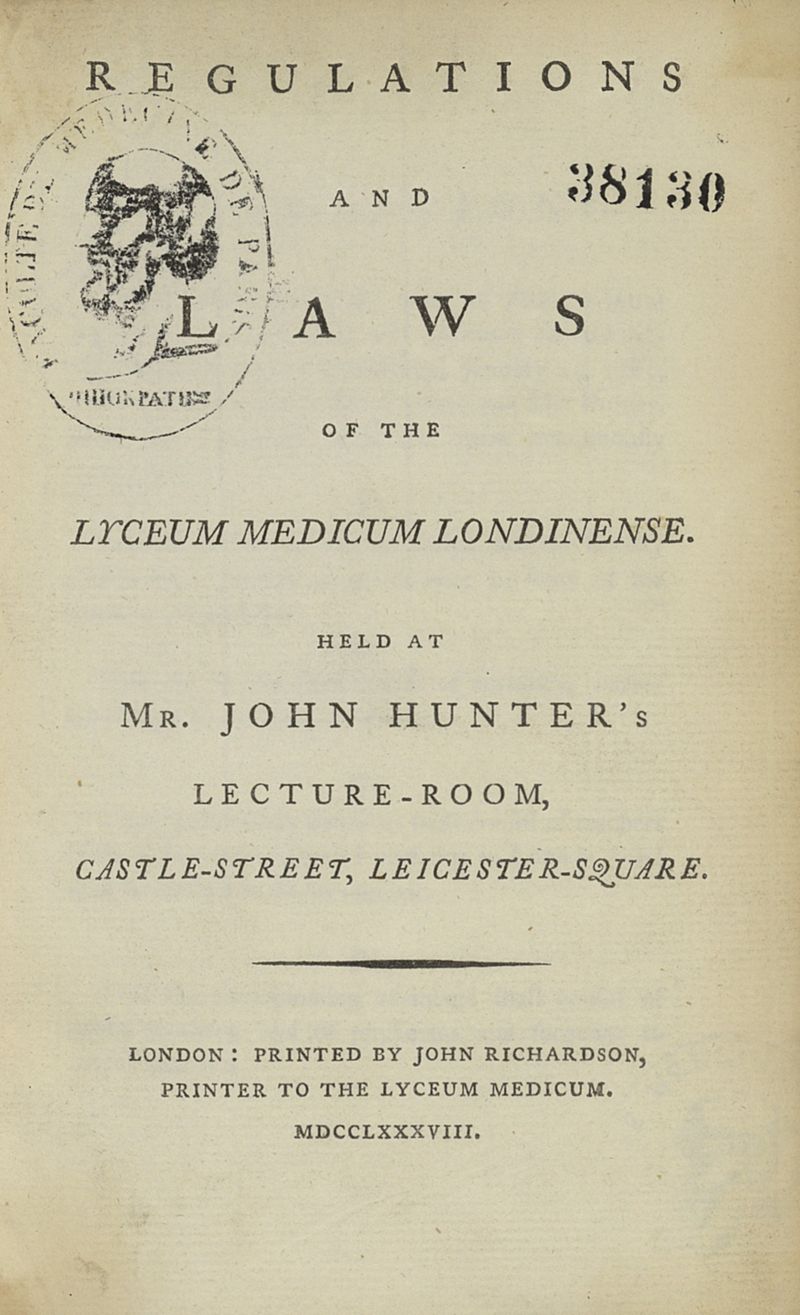 REGULATIONS
AND
38130
LAWS
OF THE
LYCEUM MEDICUM LONDINENSE.
HELD AT
MR. JOHN HUNTER's
LECTURE-ROOM,
CASTLE-STREET, LEICESTER-SQUARE.
LONDON: PRINTED BY JOHN RICHARDSON,
PRINTER TO THE LYCEUM MEDICUM.
MDCCLXXXVIII.